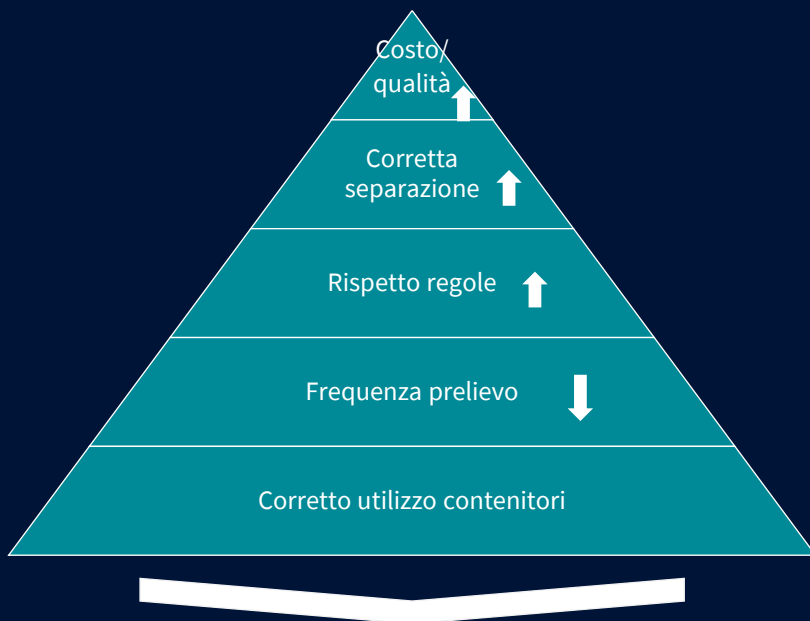 Costo/
qualità
Corretta
separazione
Rispetto regole
Frequenza prelievo
Corretto utilizzo contenitori